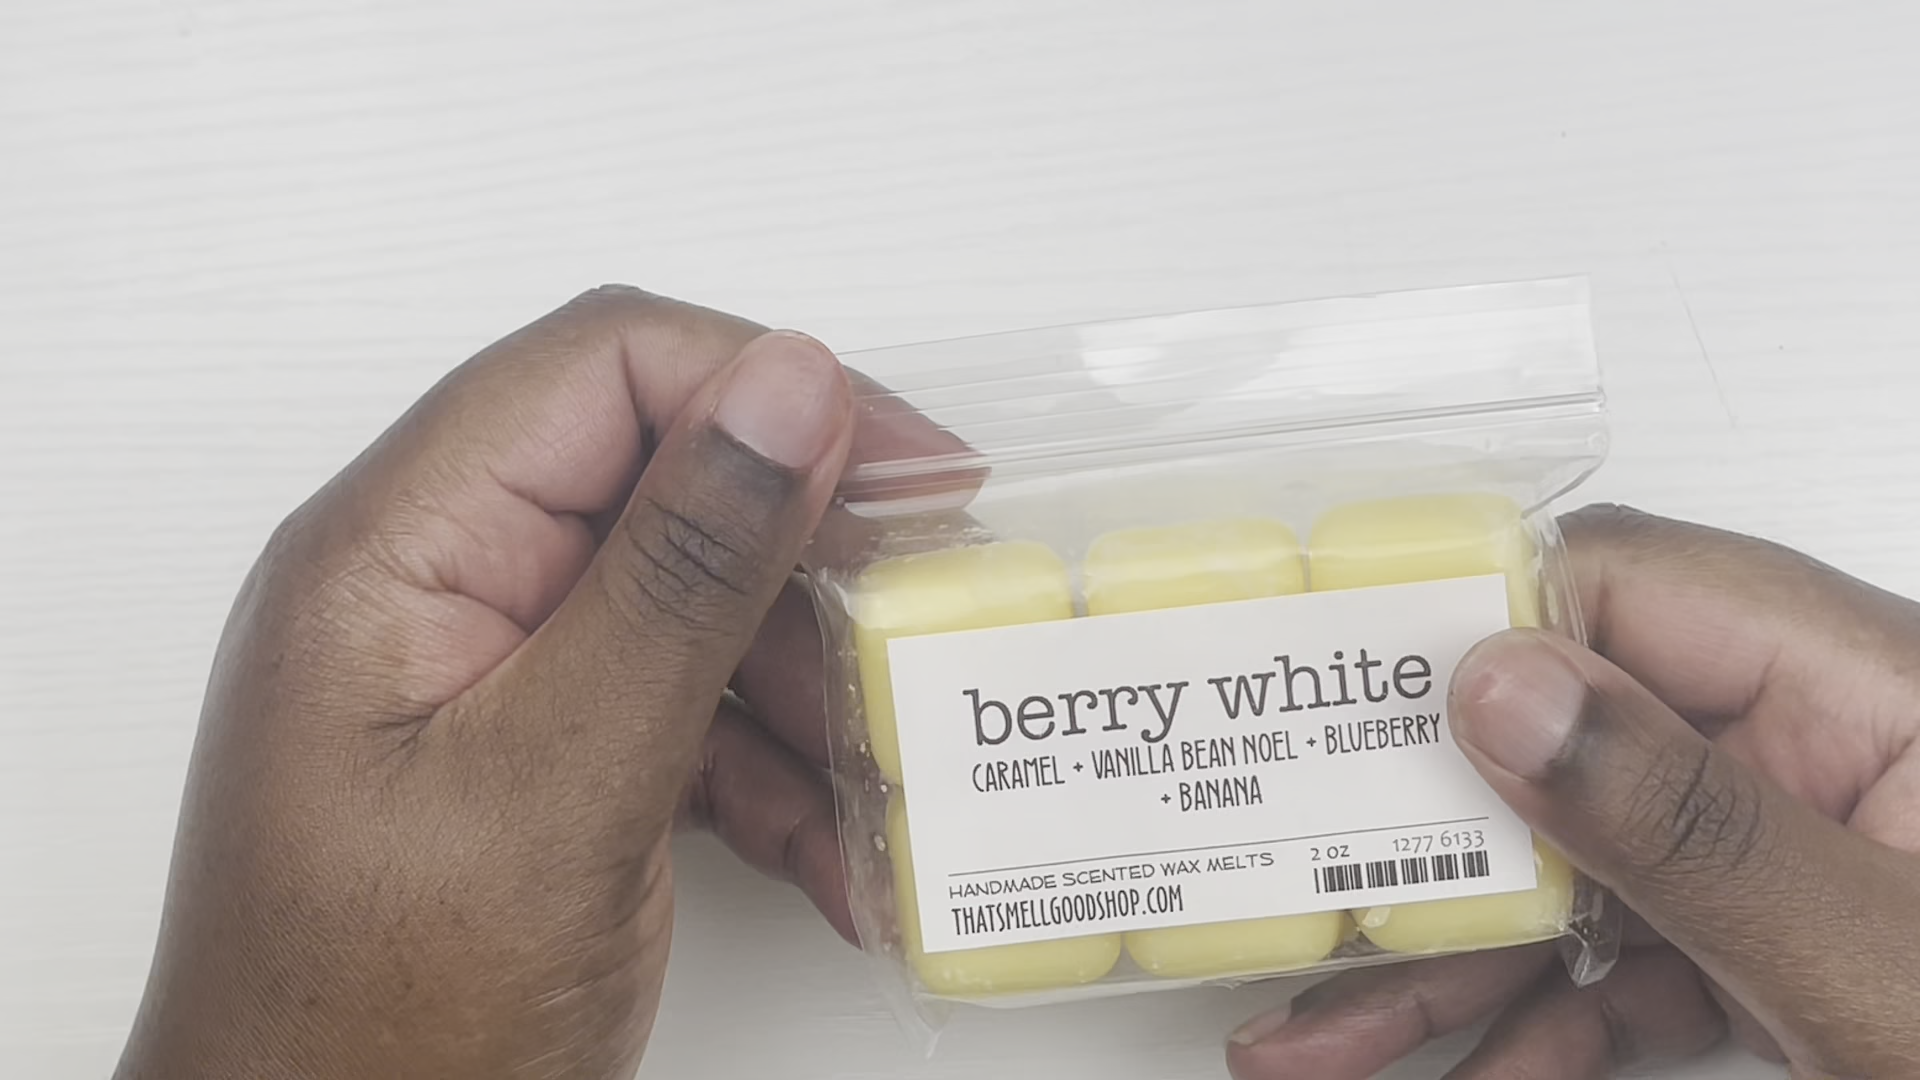 berry white
CARAMEL + VANILLA BEAN NOEL + BLUEBERRY
+ BANANA
HANDMADE SCENTED WAX MELTS
THATSMELLGOODSHOP.COM
2 OZ
1277 6133